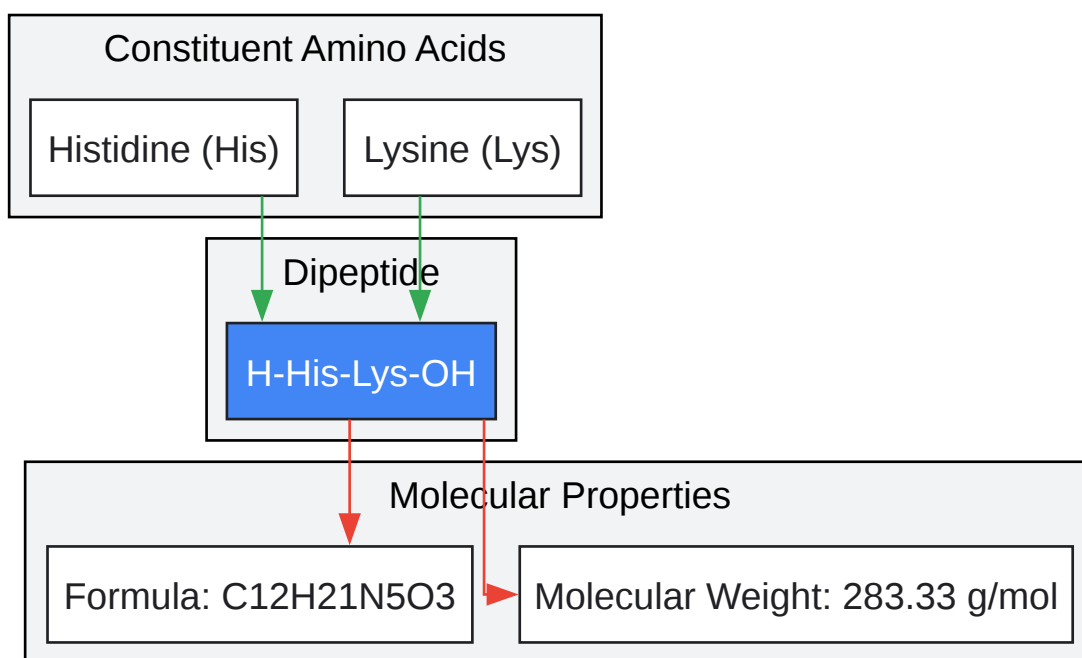 Constituent Amino Acids
Histidine (His)
Lysine (Lys)
Dipeptide
H-His-Lys-OH
Molecular Properties
Formula: C12H21N5O3
Molecular Weight: 283.33 g/mol